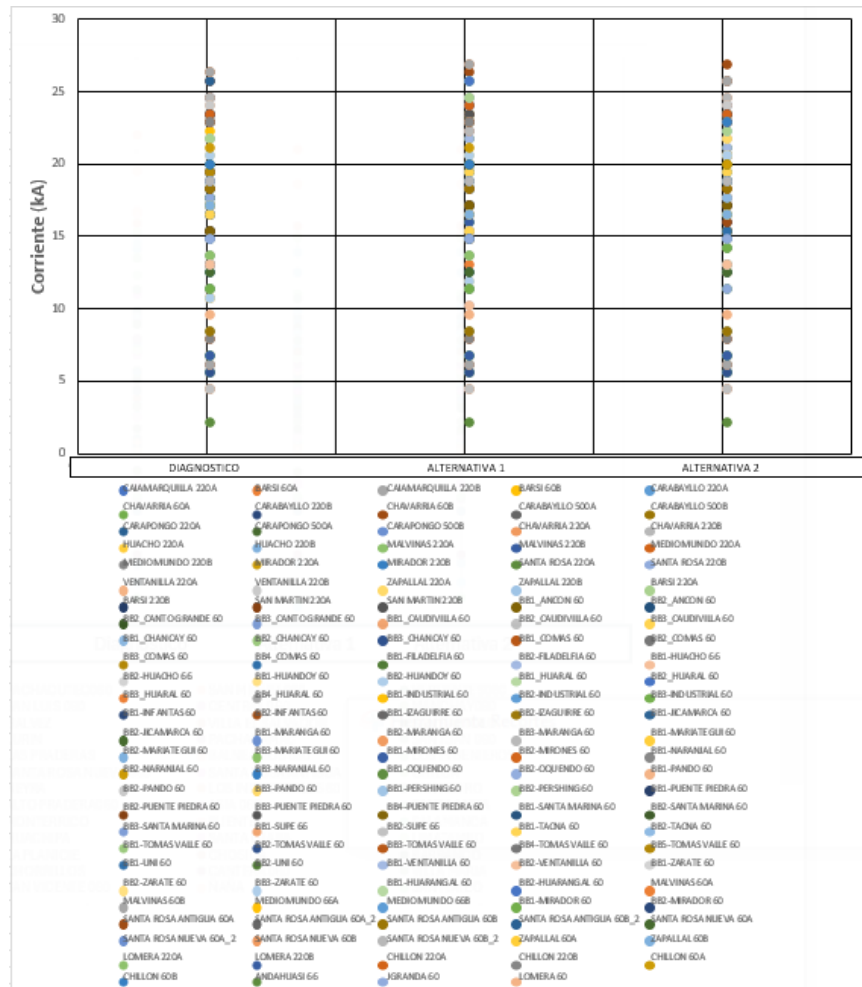 30
25
20
15
10
5
0
Corriente (kA)
DIAGNOSTICO ALTERNATIVA 1 ALTERNATIVA 2
CAJAMARQUILLA 220A BARSI 60A CAJAMARQUILLA 220B BARSI 60B CARABAYLLO 220A
CHAVARRIA 60A CARABAYLLO 220B CHAVARRIA 60B CARABAYLLO 500A CARABAYLLO 500B
CARAPONGO 220A CARAPONGO 500A CARAPONGO 500B CHAVARRIA 220A CHAVARRIA 220B
HUACHO 220A HUACHO 220B MALVINAS 220A MALVINAS 220B MEDIOMUNDO 220A
MEDIOMUNDO 220B MIRADOR 220A MIRADOR 220B SANTA ROSA 220A SANTA ROSA 220B
VENTANILLA 220A VENTANILLA 220B ZAPALLAL 220A ZAPALLAL 220B BARSI 220A
BARSI 220B SAN MARTIN 220A SAN MARTIN 220B BB1_ANCON 60 BB2_ANCON 60
BB2_CANTOGRANDE 60 BB3_CANTOGRANDE 60 BB1_CAUDIVILLA 60 BB2_CAUDIVILLA 60 BB3_CAUDIVILLA 60
BB1_CHANCAY 60 BB2_CHANCAY 60 BB3_CHANCAY 60 BB1_COMAS 60 BB2_COMAS 60
BB3_COMAS 60 BB4_COMAS 60 BB1-FILADELFIA 60 BB2-FILADELFIA 60 BB1-HUACHO 66
BB2-HUACHO 66 BB1-HUANDOY 60 BB2-HUANDOY 60 BB1_HUARAL 60 BB2_HUARAL 60
BB3_HUARAL 60 BB4_HUARAL 60 BB1-INDUSTRIAL 60 BB2-INDUSTRIAL 60 BB3-INDUSTRIAL 60
BB1-INFANTAS 60 BB2-INFANTAS 60 BB1-IZAGUIRRE 60 BB2-IZAGUIRRE 60 BB1-JICAMARCA 60
BB2-JICAMARCA 60 BB1-MARANGA 60 BB2-MARANGA 60 BB3-MARANGA 60 BB1-MARIATEGUI 60
BB2-MARIATEGUI 60 BB3-MARIATEGUI 60 BB1-MIRONES 60 BB2-MIRONES 60 BB1-NARANJAL 60
BB2-NARANJAL 60 BB3-NARANJAL 60 BB1-OQUENDO 60 BB2-OQUENDO 60 BB1-PANDO 60
BB2-PANDO 60 BB3-PANDO 60 BB1-PERSHING 60 BB2-PERSHING 60 BB1-PUENTE PIEDRA 60
BB2-PUENTE PIEDRA 60 BB3-PUENTE PIEDRA 60 BB4-PUENTE PIEDRA 60 BB1-SANTA MARINA 60 BB2-SANTA MARINA 60
BB3-SANTA MARINA 60 BB1-SUPE 66 BB2-SUPE 66 BB1-TACNA 60 BB2-TACNA 60
BB1-TOMAS VALLE 60 BB2-TOMAS VALLE 60 BB3-TOMAS VALLE 60 BB4-TOMAS VALLE 60 BB5-TOMAS VALLE 60
BB1-UNI 60 BB2-UNI 60 BB1-VENTANILLA 60 BB2-VENTANILLA 60 BB1-ZARATE 60
BB2-ZARATE 60 BB3-ZARATE 60 BB1-HUARANGAL 60 BB2-HUARANGAL 60 MALVINAS 60A
MALVINAS 60B MEDIOMUNDO 66A MEDIOMUNDO 66B BB1-MIRADOR 60 BB2-MIRADOR 60
SANTA ROSA ANTIGUA 60A SANTA ROSA ANTIGUA 60A_2 SANTA ROSA ANTIGUA 60B SANTA ROSA ANTIGUA 60B_2 SANTA ROSA NUEVA 60A
SANTA ROSA NUEVA 60A_2 SANTA ROSA NUEVA 60B SANTA ROSA NUEVA 60B_2 ZAPALLAL 60A ZAPALLAL 60B
LOMERA 220A LOMERA 220B CHILLON 220A CHILLON 220B CHILLON 60A
CHILLON 60B ANDAHUASI 66 JGRANDA 60 LOMERA 60